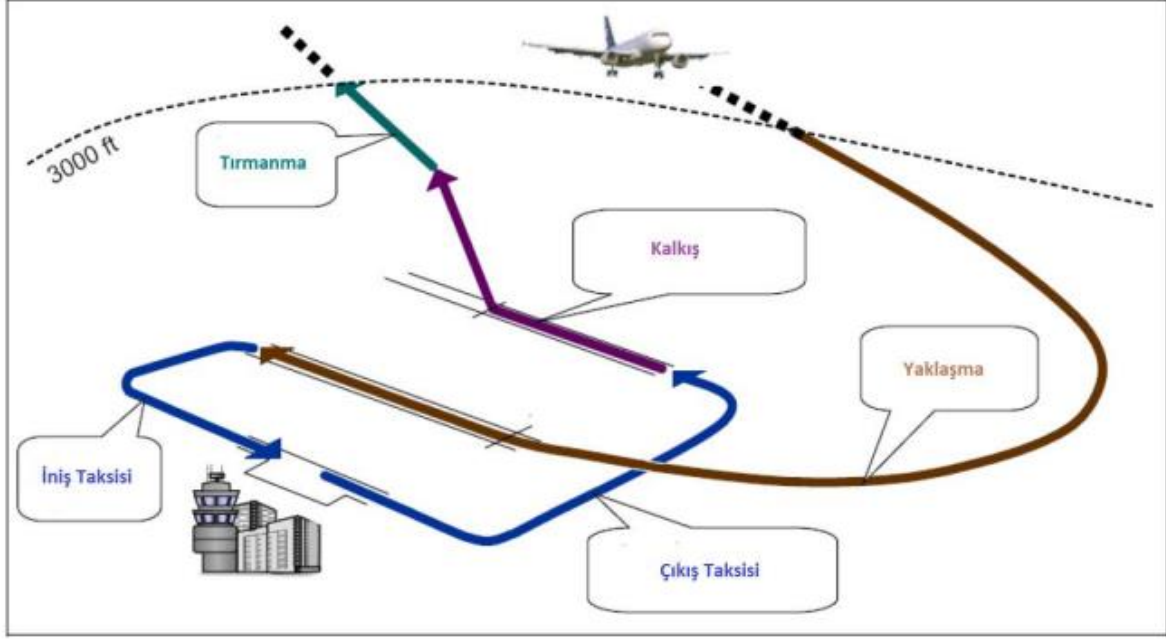 3000 ft
Tırmanma
Kalkış
Yaklaşma
İniş Taksisi
Çıkış Taksisi